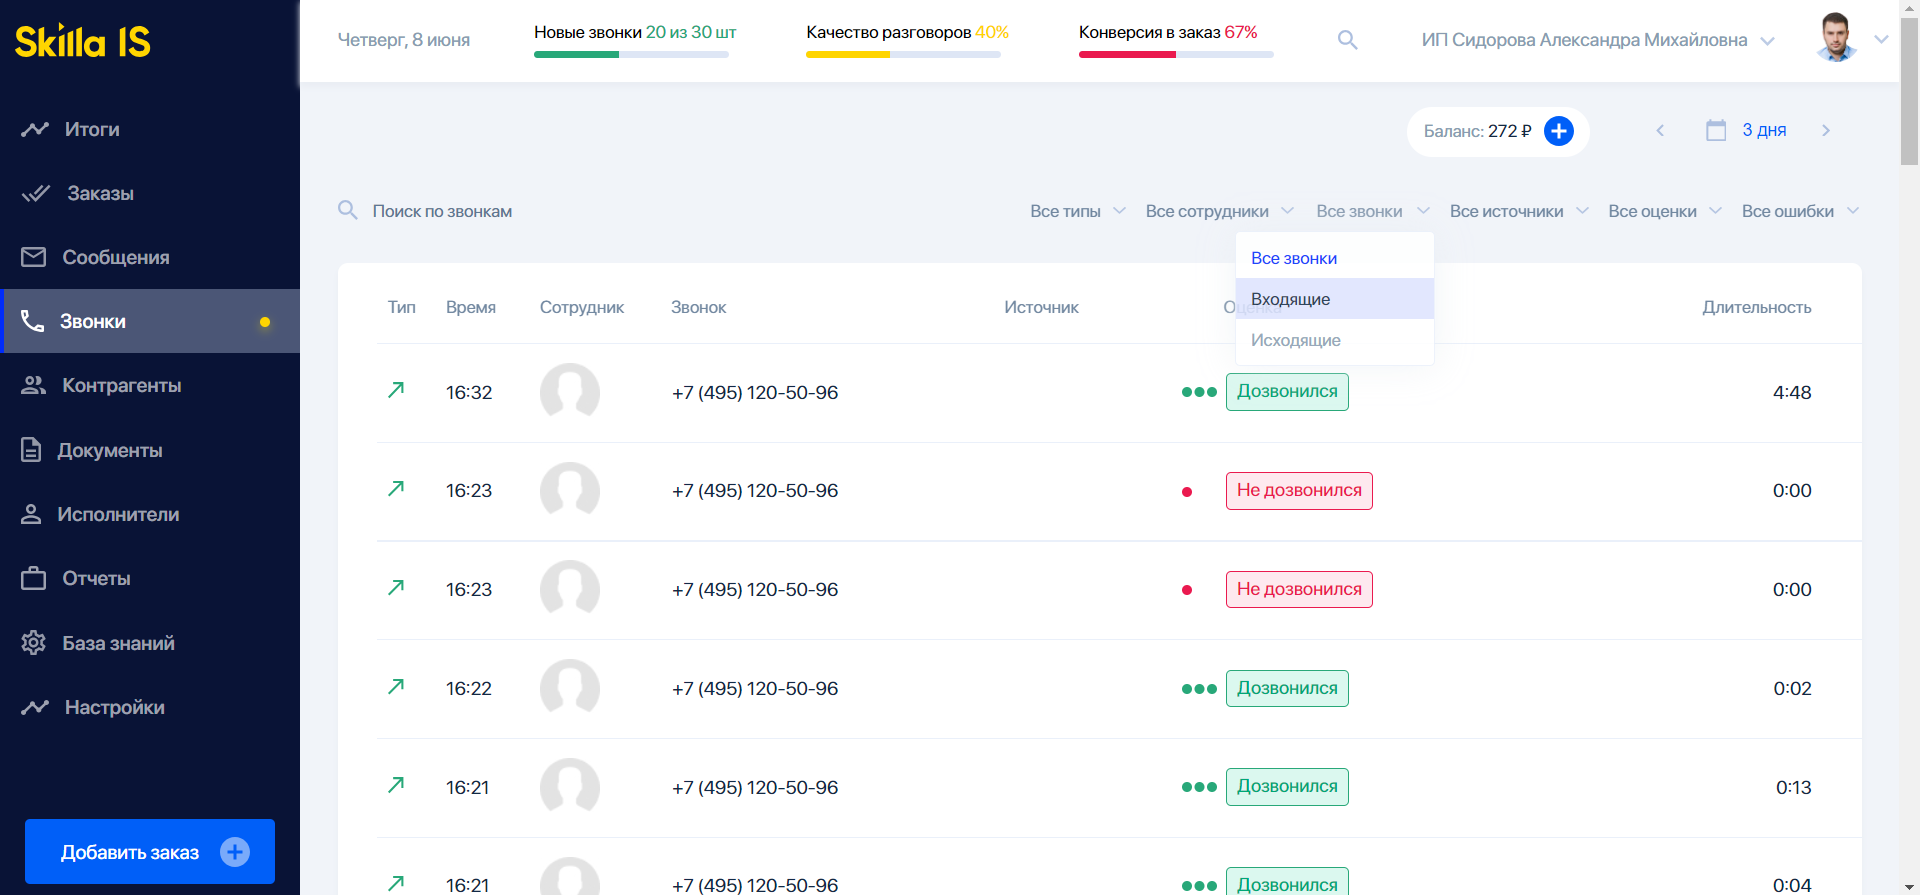 Skilla IS
Четверг, 8 июня
Новые звонки 20 из 30 шт
Качество разговоров 40%
Конверсия в заказ 67%
ИП Сидорова Александра Михайловна
Итоги
Заказы
Сообщения
Звонки
Контрагенты
Документы
Исполнители
Отчеты
База знаний
Настройки
Добавить заказ
Баланс: 272 ₽
3 дня
Поиск по звонкам
Все типы
Все сотрудники
Все звонки
Все источники
Все оценки
Все ошибки
Все звонки
Входящие
Исходящие
Тип Время Сотрудник Звонок Источник Оценка Длительность
16:32 +7 (495) 120-50-96 Дозвонился 4:48
16:23 +7 (495) 120-50-96 Не дозвонился 0:00
16:23 +7 (495) 120-50-96 Не дозвонился 0:00
16:22 +7 (495) 120-50-96 Дозвонился 0:02
16:21 +7 (495) 120-50-96 Дозвонился 0:13
16:21 +7 (495) 120-50-96 Дозвонился 0:04